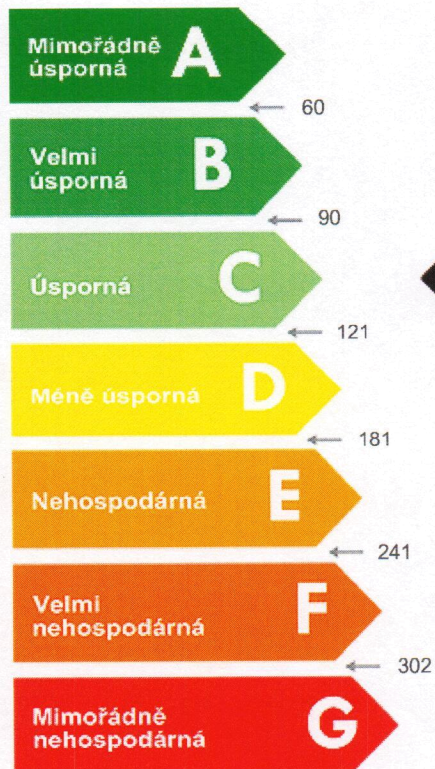 Mimořádně
úsporná A
60
Velmi
úsporná B
90
Úsporná C
121
Méně úsporná D
181
Nehospodárná E
241
Velmi
nehospodárná F
302
Mimořádně
nehospodárná G